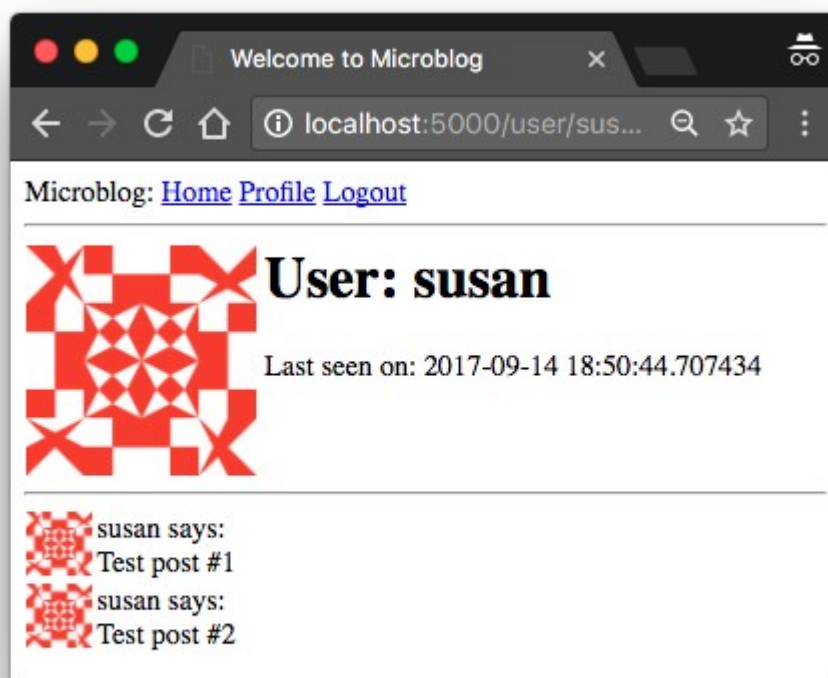 Welcome to Microblog
localhost:5000/user/sus...
Microblog: Home Profile Logout
User: susan
Last seen on: 2017-09-14 18:50:44.707434
susan says:
Test post #1
susan says:
Test post #2